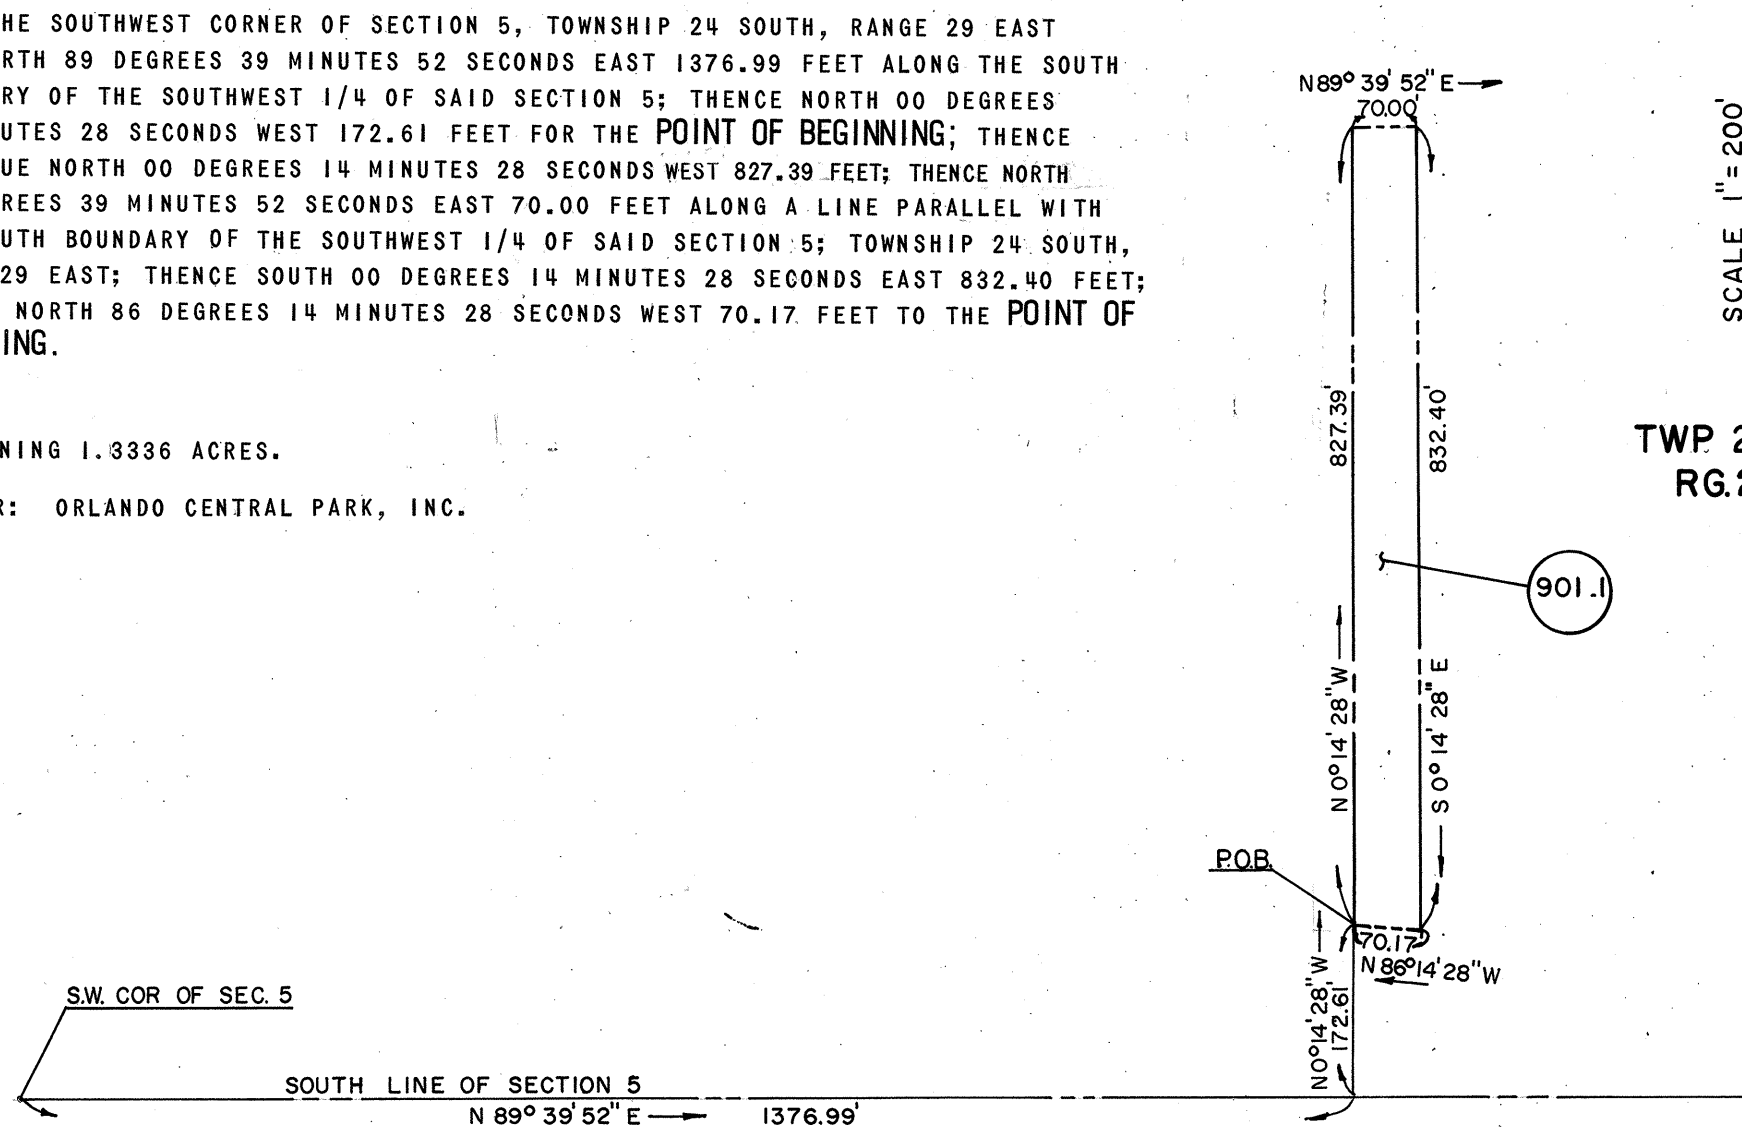 HE SOUTHWEST CORNER OF SECTION 5, TOWNSHIP 24 SOUTH, RANGE 29 EAST
RTH 89 DEGREES 39 MINUTES 52 SECONDS EAST 1376.99 FEET ALONG THE SOUTH
RY OF THE SOUTHWEST 1/4 OF SAID SECTION 5; THENCE NORTH 00 DEGREES
UTES 28 SECONDS WEST 172.61 FEET FOR THE POINT OF BEGINNING; THENCE
UE NORTH 00 DEGREES 14 MINUTES 28 SECONDS WEST 827.39 FEET; THENCE NORTH
REES 39 MINUTES 52 SECONDS EAST 70.00 FEET ALONG A LINE PARALLEL WITH
UTH BOUNDARY OF THE SOUTHWEST 1/4 OF SAID SECTION 5; TOWNSHIP 24 SOUTH,
29 EAST; THENCE SOUTH 00 DEGREES 14 MINUTES 28 SECONDS EAST 832.40 FEET;
NORTH 86 DEGREES 14 MINUTES 28 SECONDS WEST 70.17 FEET TO THE POINT OF
ING.
NING 1.3336 ACRES.
R: ORLANDO CENTRAL PARK, INC.
N89° 39' 52" E
70.00'
SCALE 1" = 200'
827.39'
832.40'
TWP. 2
RG. 2
901.1
N 0° 14' 28" W
S 0° 14' 28" E
P.O.B.
70.17'
N 86° 14' 28" W
N 0° 14' 28" W
172.61'
S.W. COR OF SEC. 5
SOUTH LINE OF SECTION 5
N 89° 39' 52" E 1376.99'